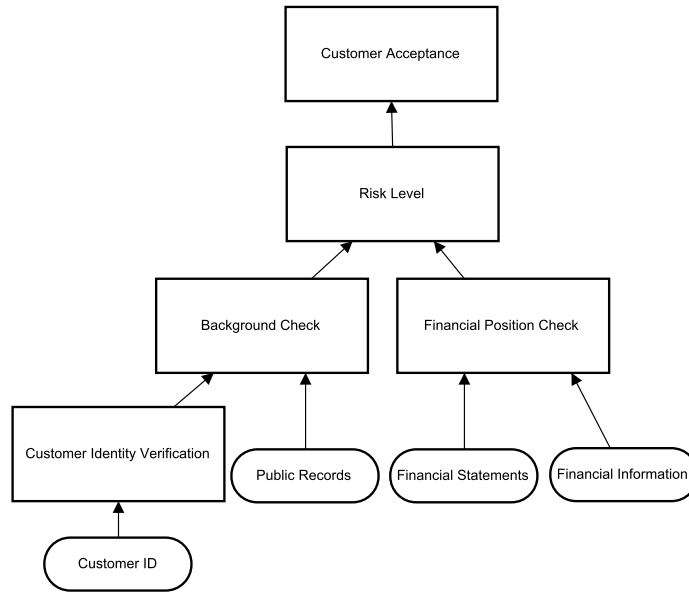 Customer Acceptance
Risk Level
Background Check
Financial Position Check
Customer Identity Verification
Public Records
Financial Statements
Financial Information
Customer ID